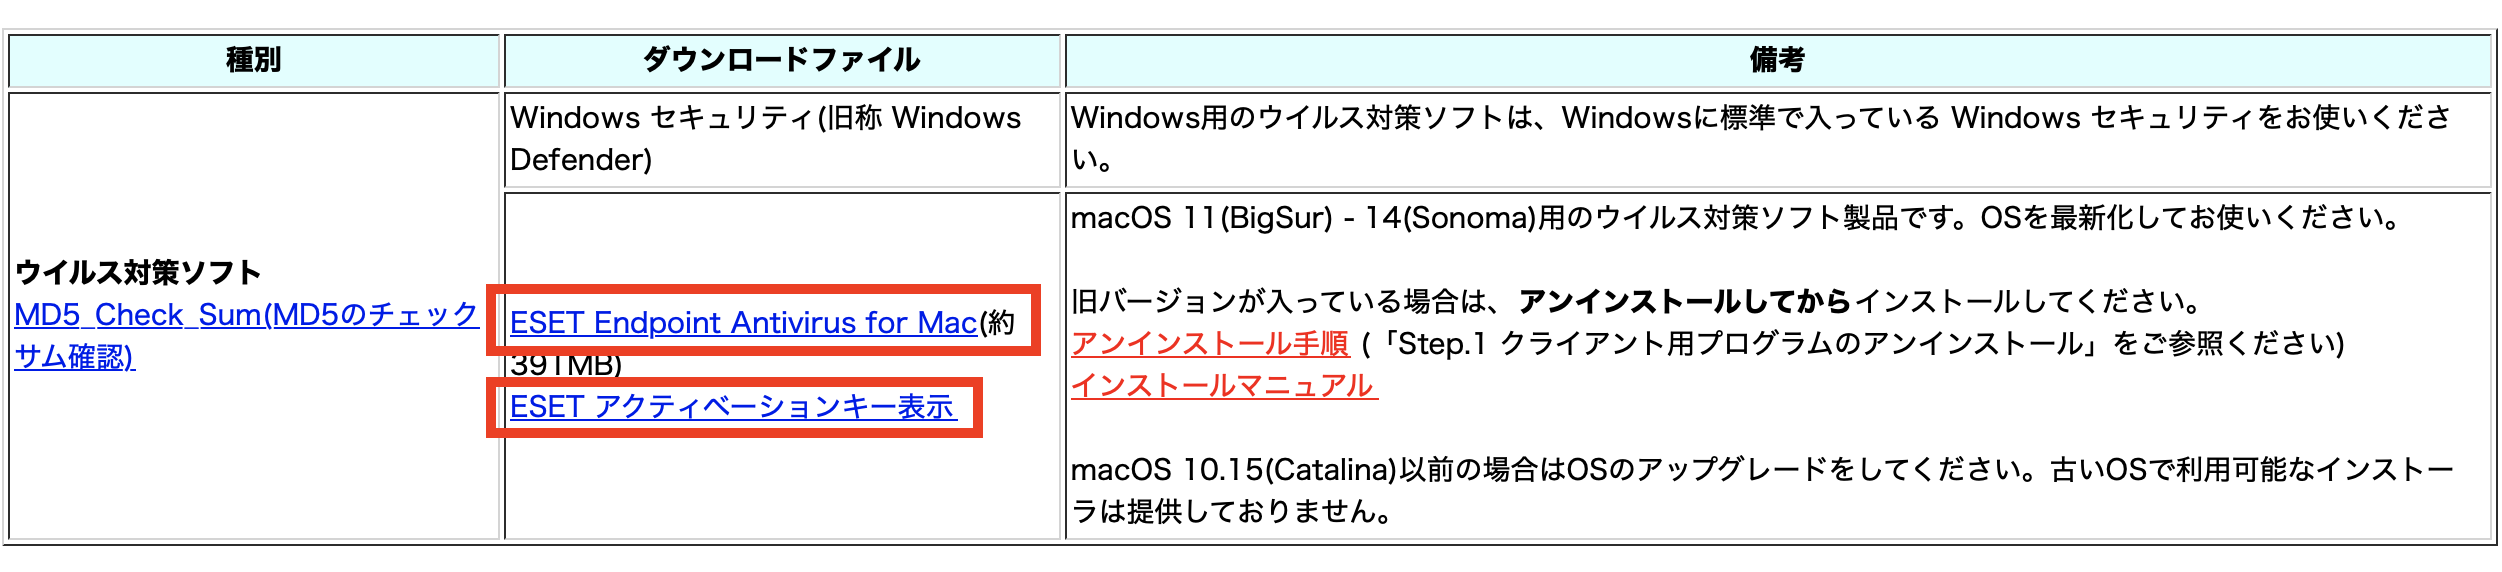 種別
ダウンロードファイル
備考
ウイルス対策ソフト
MD5 Check Sum(MD5のチェック
サム確認)
Windows セキュリティ(旧称 Windows
Defender)
Windows用のウイルス対策ソフトは、Windowsに標準で入っている Windows セキュリティをお使いくださ
い。
ESET Endpoint Antivirus for Mac(約
391MB)
ESET アクティベーションキー表示
macOS 11(BigSur) - 14(Sonoma)用のウイルス対策ソフト製品です。OSを最新化してお使いください。
旧バージョンが入っている場合は、アンインストールしてからインストールしてください。
アンインストール手順 (「Step.1 クライアント用プログラムのアンインストール」をご参照ください)
インストールマニュアル
macOS 10.15(Catalina)以前の場合はOSのアップグレードをしてください。古いOSで利用可能なインストー
ラは提供しておりません。